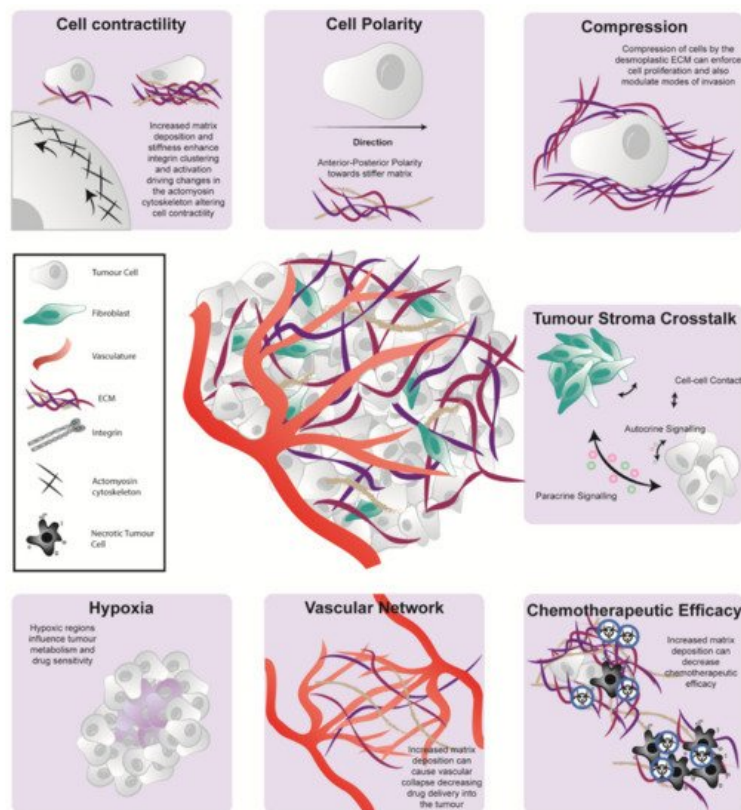 Cell contractility
Increased matrix
deposition and
stiffness enhance
integrin clustering
and activation
driving changes in
the actomyosin
cytoskeleton altering
cell contractility
Cell Polarity
Direction
Anterior-Posterior Polarity
towards stiffer matrix
Compression
Compression of cells by the
desmoplastic ECM can enforce
cell proliferation and also
modulate modes of invasion
Tumour Cell
Fibroblast
Vasculature
ECM
Integrin
Actomyosin
cytoskeleton
Necrotic Tumour
Cell
Tumour Stroma Crosstalk
Cell-cell Contact
Autocrine Signalling
Paracrine Signalling
Hypoxia
Hypoxic regions
influence tumour
metabolism and
drug sensitivity
Vascular Network
Increased matrix
deposition can
cause vascular
collapse decreasing
drug delivery into
the tumour
Chemotherapeutic Efficacy
Increased matrix
deposition can
decrease
chemotherapeutic
efficacy